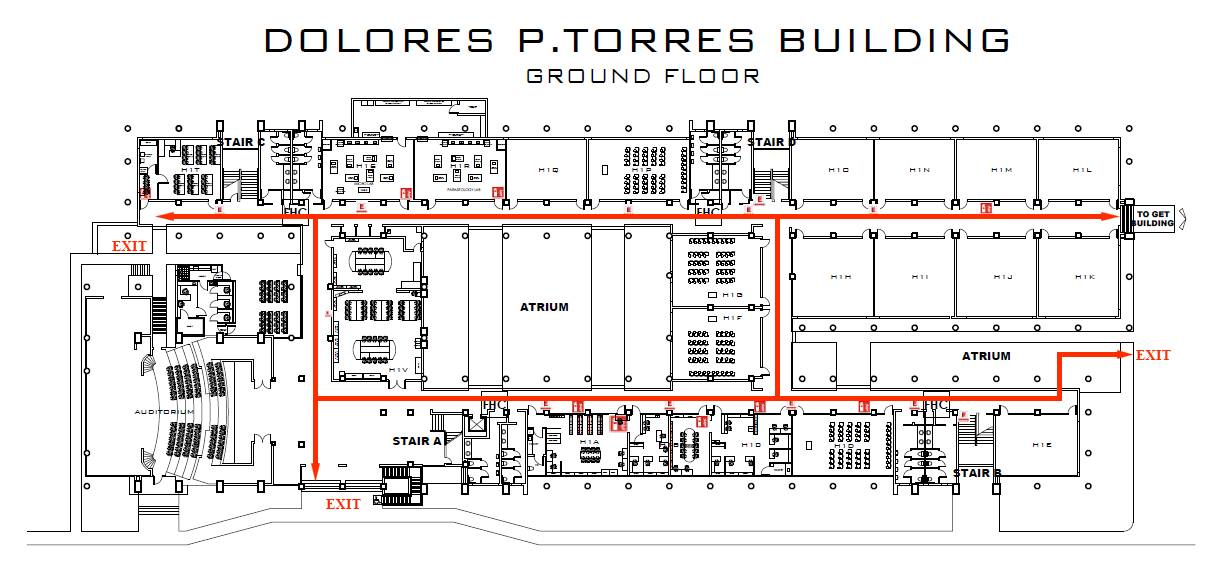 DOLORES P.TORRES BUILDING
GROUND FLOOR
STAIR C
STAIR D
H1T
H1S
H1R
H1Q
H1P
H1O
H1N
H1M
H1L
PARASITOLOGY LAB
FHC
FHC
TO GET
BUILDING
EXIT
H1G
H1H
H1I
H1J
H1K
ATRIUM
H1F
ATRIUM
EXIT
H1V
AUDITORIUM
FHC
FHC
STAIR A
H1A
H1D
H1E
STAIR B
EXIT